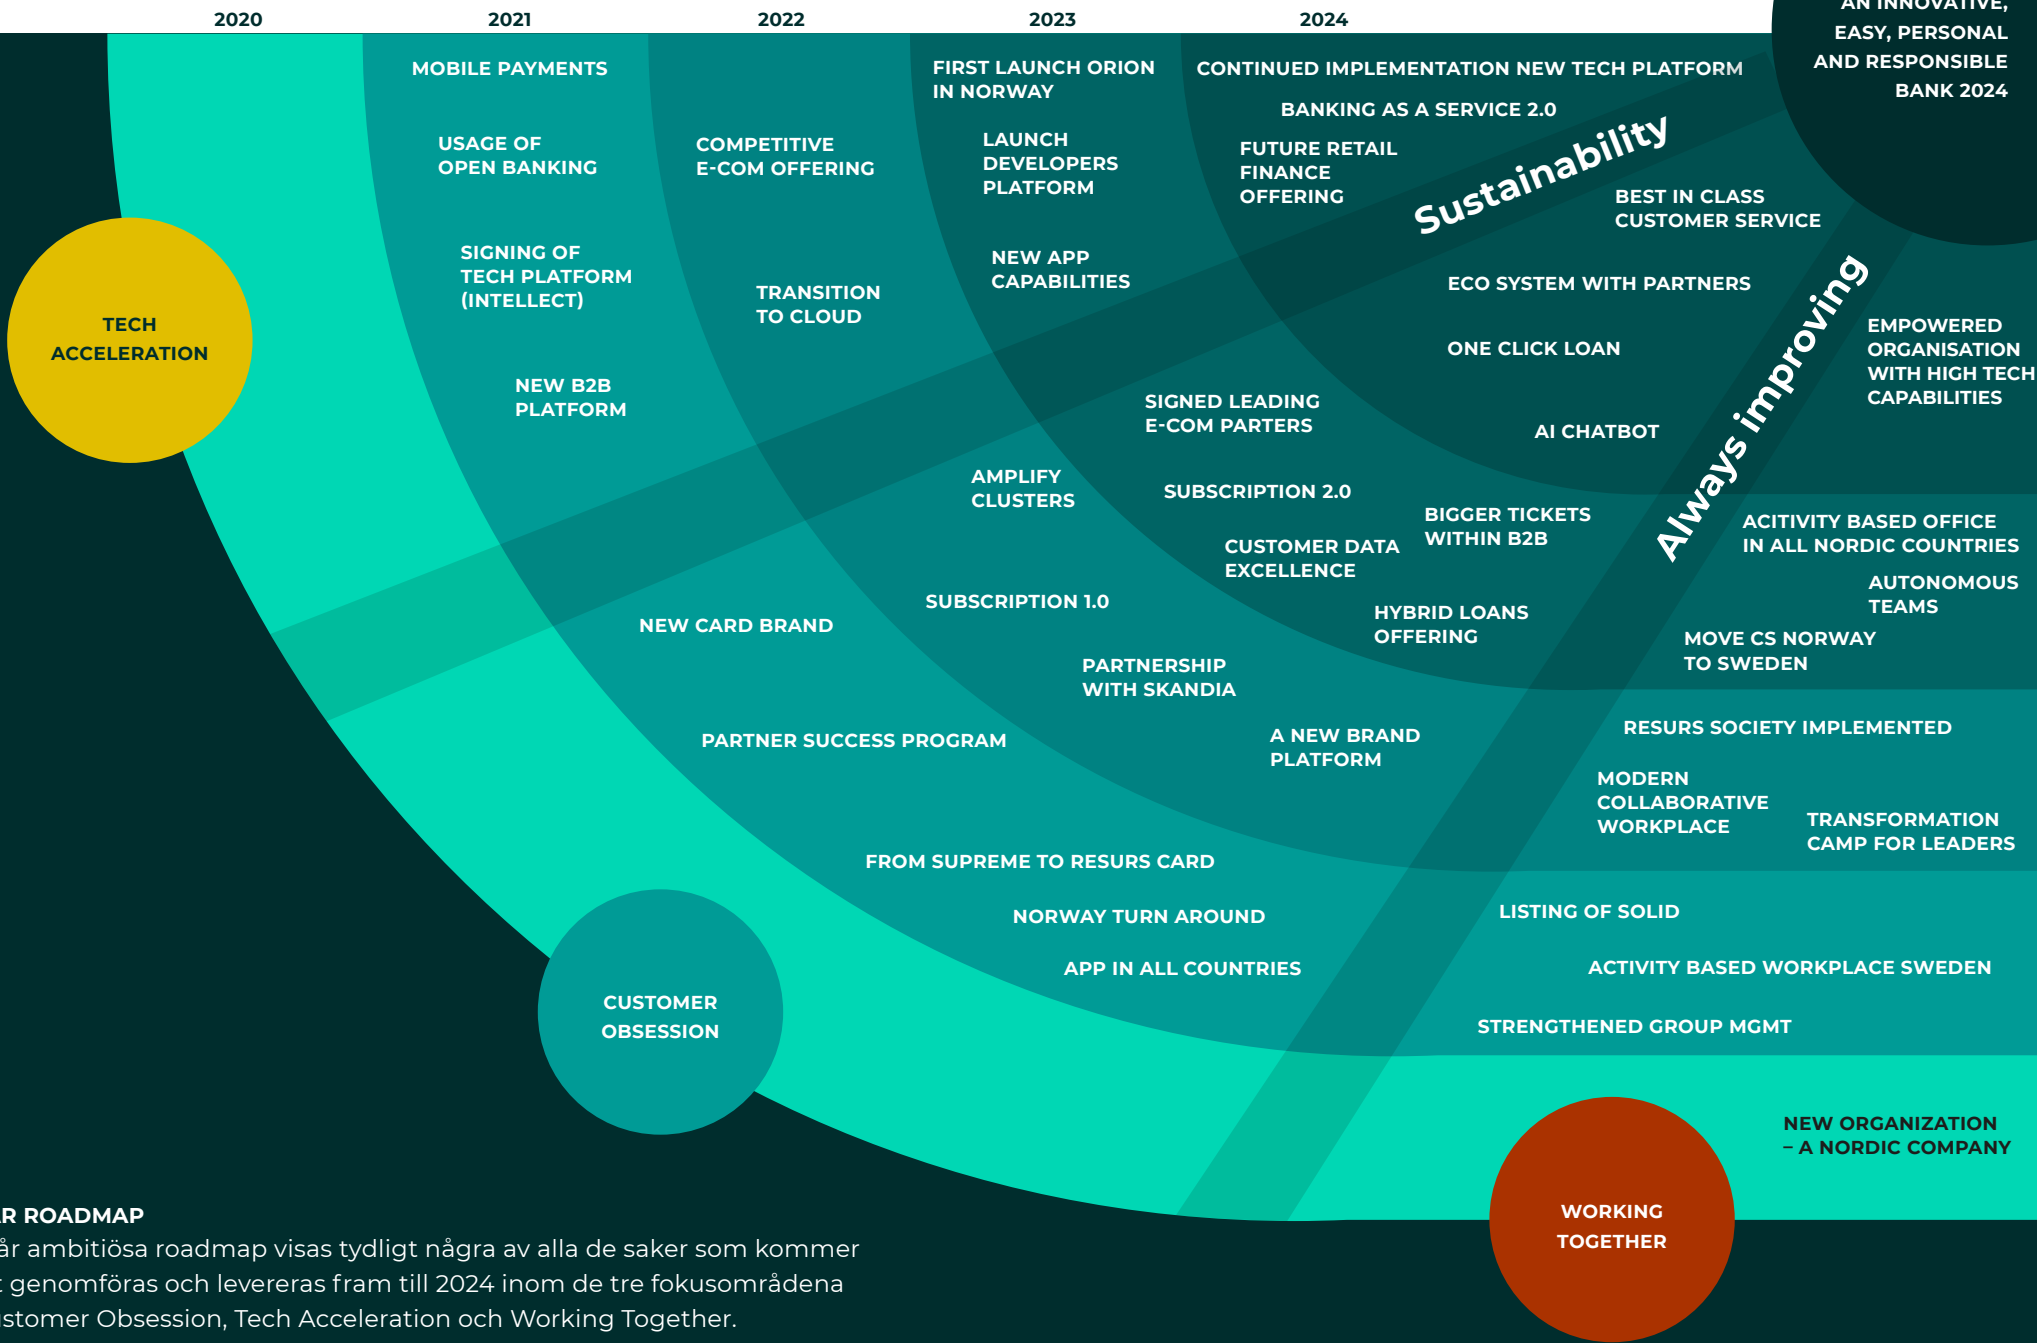 2020 2021 2022 2023 2024
AN INNOVATIVE,
EASY, PERSONAL
AND RESPONSIBLE
BANK 2024
TECH
ACCELERATION
MOBILE PAYMENTS
USAGE OF
OPEN BANKING
SIGNING OF
TECH PLATFORM
(INTELLECT)
NEW B2B
PLATFORM
COMPETITIVE
E-COM OFFERING
TRANSITION
TO CLOUD
FIRST LAUNCH ORION
IN NORWAY
LAUNCH
DEVELOPERS
PLATFORM
NEW APP
CAPABILITIES
CONTINUED IMPLEMENTATION NEW TECH PLATFORM
BANKING AS A SERVICE 2.0
FUTURE RETAIL
FINANCE
OFFERING
Sustainability
BEST IN CLASS
CUSTOMER SERVICE
ECO SYSTEM WITH PARTNERS
ONE CLICK LOAN
AI CHATBOT
SIGNED LEADING
E-COM PARTERS
SUBSCRIPTION 2.0
CUSTOMER DATA
EXCELLENCE
BIGGER TICKETS
WITHIN B2B
HYBRID LOANS
OFFERING
AMPLIFY
CLUSTERS
SUBSCRIPTION 1.0
PARTNERSHIP
WITH SKANDIA
A NEW BRAND
PLATFORM
NEW CARD BRAND
PARTNER SUCCESS PROGRAM
FROM SUPREME TO RESURS CARD
NORWAY TURN AROUND
APP IN ALL COUNTRIES
CUSTOMER
OBSESSION
Always improving
EMPOWERED
ORGANISATION
WITH HIGH TECH
CAPABILITIES
ACITIVITY BASED OFFICE
IN ALL NORDIC COUNTRIES
AUTONOMOUS
TEAMS
MOVE CS NORWAY
TO SWEDEN
RESURS SOCIETY IMPLEMENTED
MODERN
COLLABORATIVE
WORKPLACE
TRANSFORMATION
CAMP FOR LEADERS
LISTING OF SOLID
ACTIVITY BASED WORKPLACE SWEDEN
STRENGTHENED GROUP MGMT
NEW ORGANIZATION
– A NORDIC COMPANY
WORKING
TOGETHER
ROADMAP
år ambitiösa roadmap visas tydligt några av alla de saker som kommer
genomföras och levereras fram till 2024 inom de tre fokusområdena
Obsession, Tech Acceleration och Working Together.